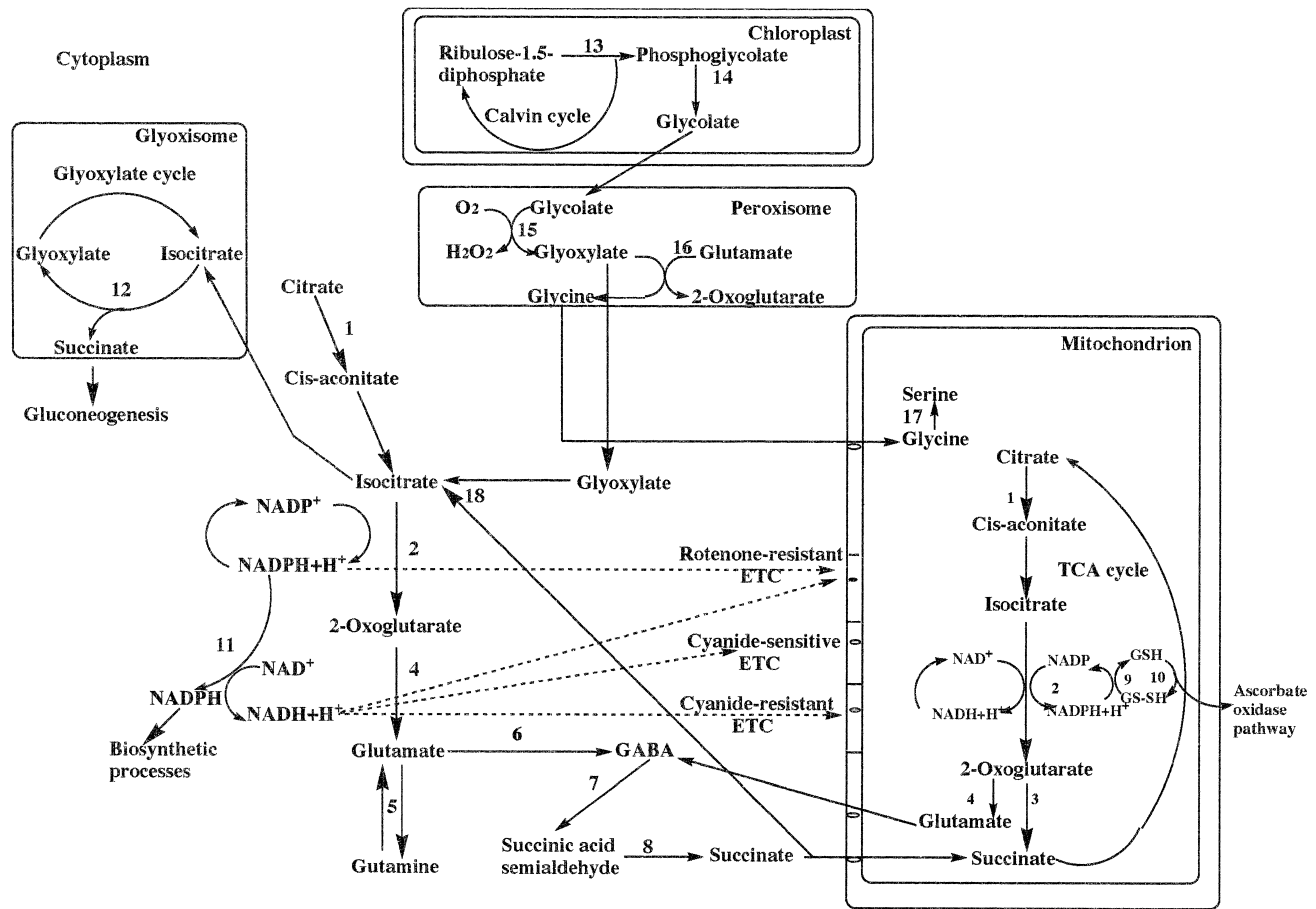 Cytoplasm
Chloroplast
Ribulose-1.5-
diphosphate
13
Phosphoglycolate
14
Calvin cycle
Glycolate
Glyoxisome
Glyoxylate cycle
Glyoxylate
Isocitrate
12
Succinate
Gluconeogenesis
Peroxisome
O2
Glycolate
15
H2O2
Glyoxylate
16
Glutamate
Glycine
2-Oxoglutarate
Citrate
1
Cis-aconitate
Isocitrate
18
Glyoxylate
NADP+
NADPH+H+
2
2-Oxoglutarate
11
NAD+
4
NADPH
NADH+H+
Biosynthetic
processes
Glutamate
6
GABA
5
7
Gutamine
Succinic acid
semialdehyde
8
Succinate
Rotenone-resistant
ETC
Cyanide-sensitive
ETC
Cyanide-resistant
ETC
Mitochondrion
Serine
17
Glycine
Citrate
1
Cis-aconitate
TCA cycle
Isocitrate
NAD+
NADH+H+
NADP
2
NADPH+H+
GSH
9
10
GS-SH
Ascorbate
oxidase
pathway
2-Oxoglutarate
4
3
Glutamate
Succinate